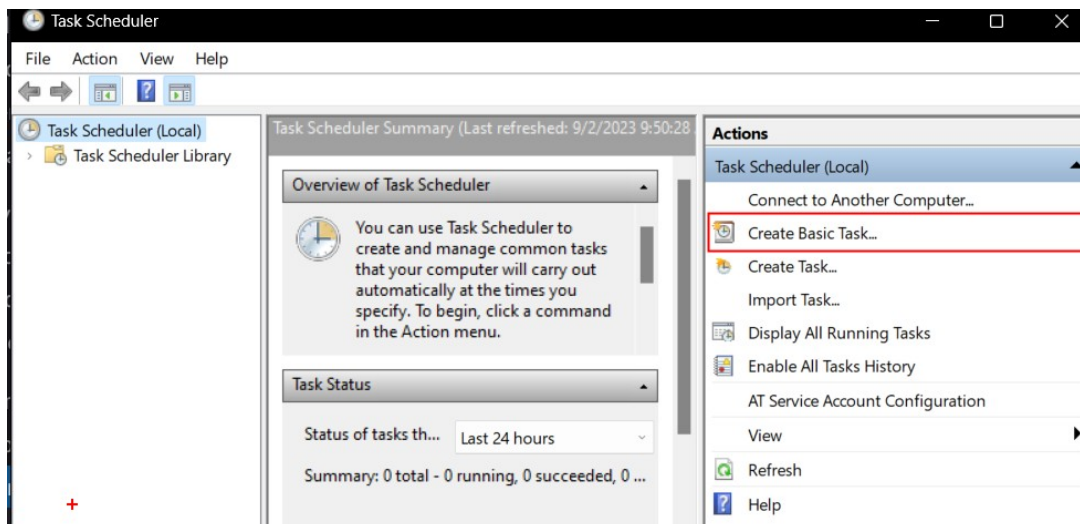 Task Scheduler
File Action View Help
Task Scheduler (Local)
Task Scheduler Library
Task Scheduler Summary (Last refreshed: 9/2/2023 9:50:28
Overview of Task Scheduler
You can use Task Scheduler to
create and manage common tasks
that your computer will carry out
automatically at the times you
specify. To begin, click a command
in the Action menu.
Task Status
Status of tasks th...
Last 24 hours
Summary: 0 total - 0 running, 0 succeeded, 0 ...
Actions
Task Scheduler (Local)
Connect to Another Computer...
Create Basic Task...
Create Task...
Import Task...
Display All Running Tasks
Enable All Tasks History
AT Service Account Configuration
View
Refresh
Help